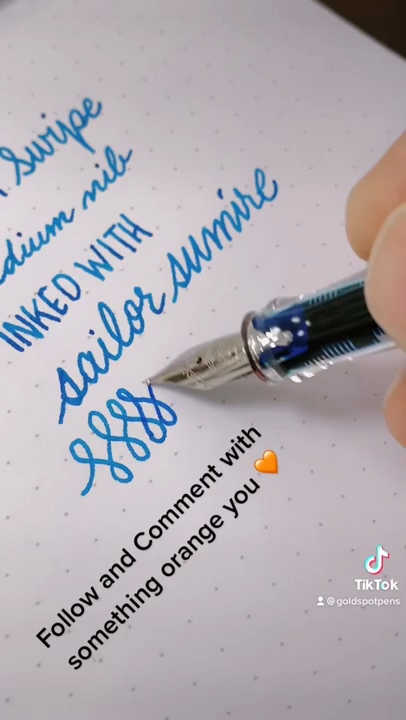 Swipe
dium nib
INKED WITH
sailor sumire
Follow and Comment with
something orange you 🧡
TikTok
@goldspotpens